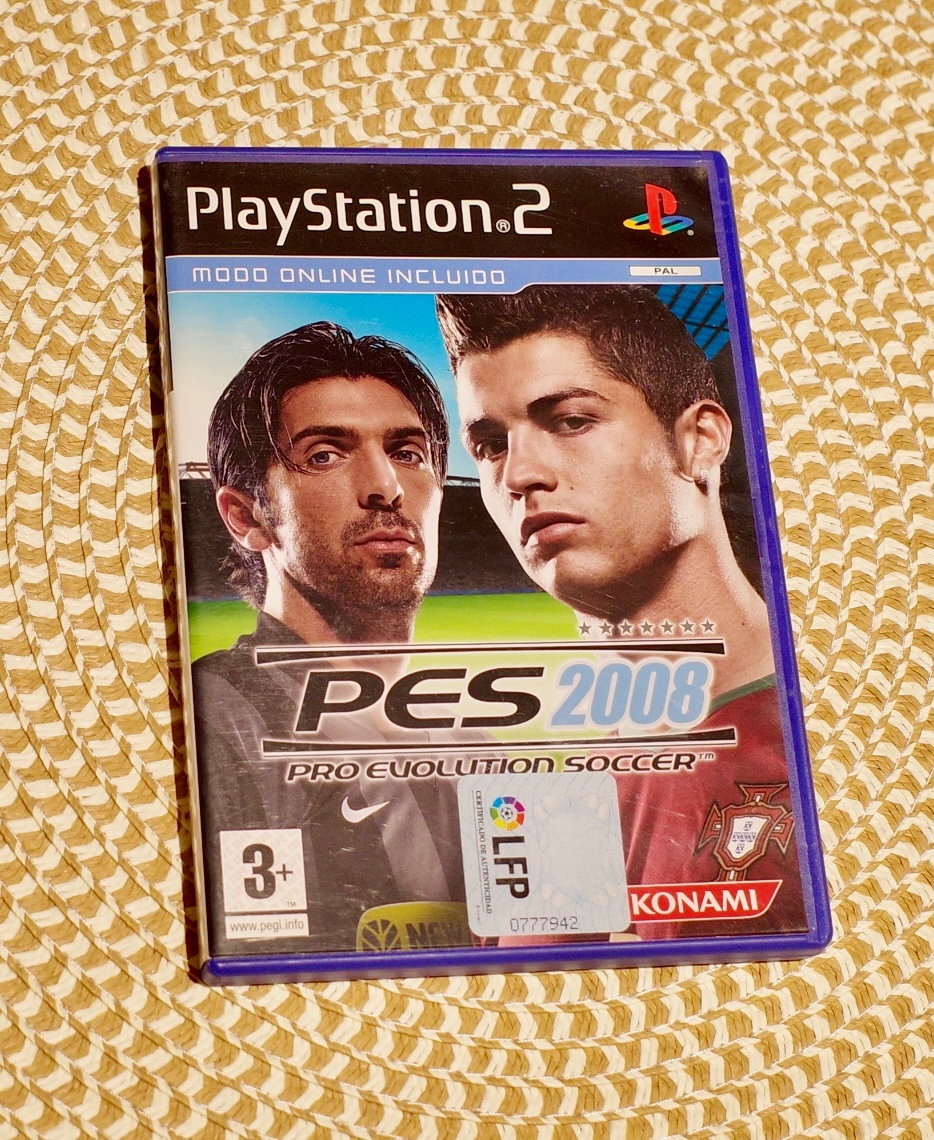 PlayStation®2
MODO ONLINE INCLUIDO
PAL
PES 2008
PRO EVOLUTION SOCCER™
CERTIFICADO DE AUTENTICIDAD
LFP
0777942
3+
™
www.pegi.info
KONAMI